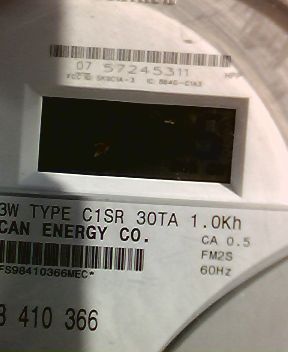 07 57245311
3W TYPE C1SR 30TA 1.0Kh
CAN ENERGY CO.
CA 0.5
FM2S
60Hz
FS98410366MEC*
8 410 366